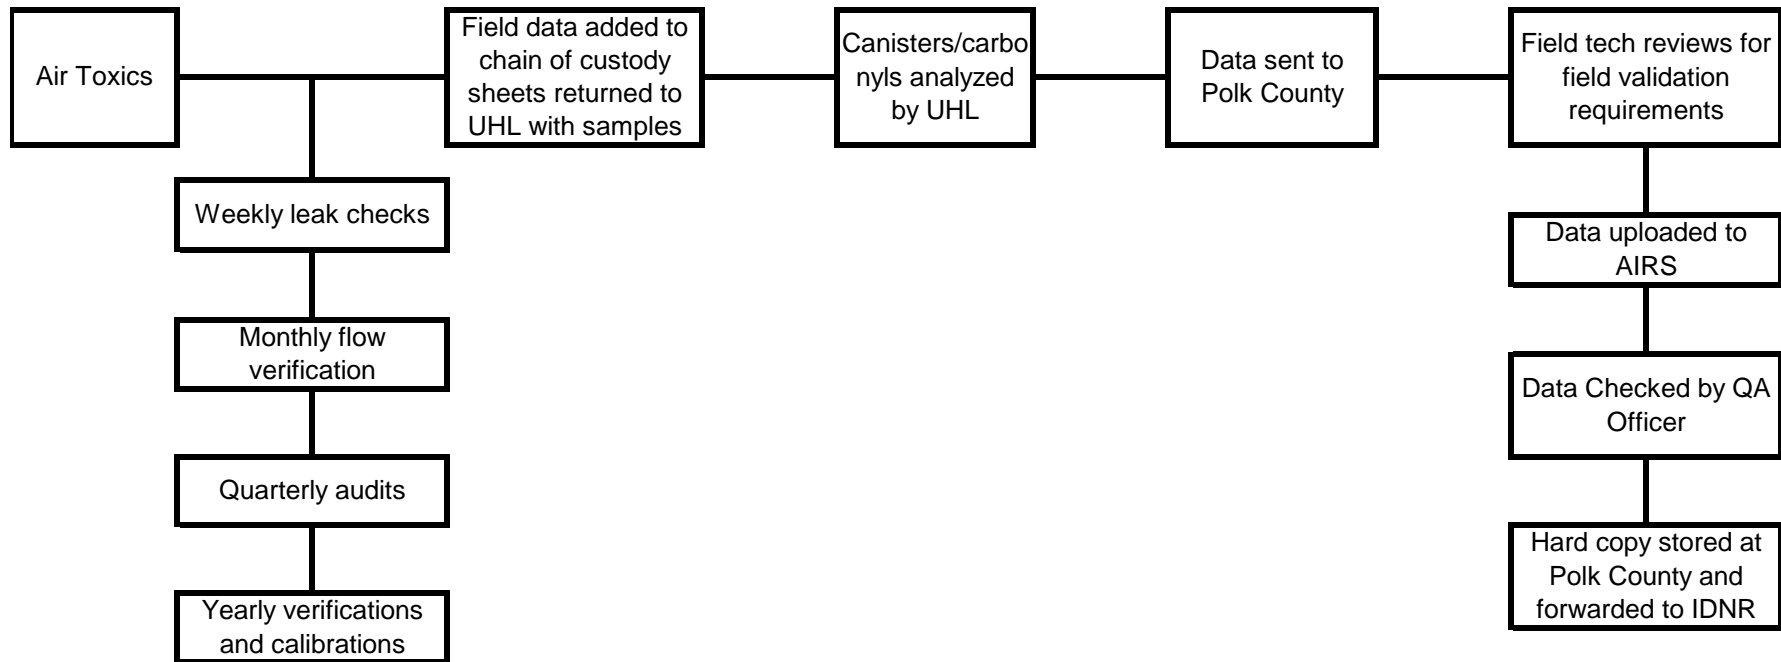 Air Toxics
Field data added to
chain of custody
sheets returned to
UHL with samples
Canisters/carbo
nyls analyzed
by UHL
Data sent to
Polk County
Field tech reviews for
field validation
requirements
Weekly leak checks
Monthly flow
verification
Quarterly audits
Yearly verifications
and calibrations
Data uploaded to
AIRS
Data Checked by QA
Officer
Hard copy stored at
Polk County and
forwarded to IDNR